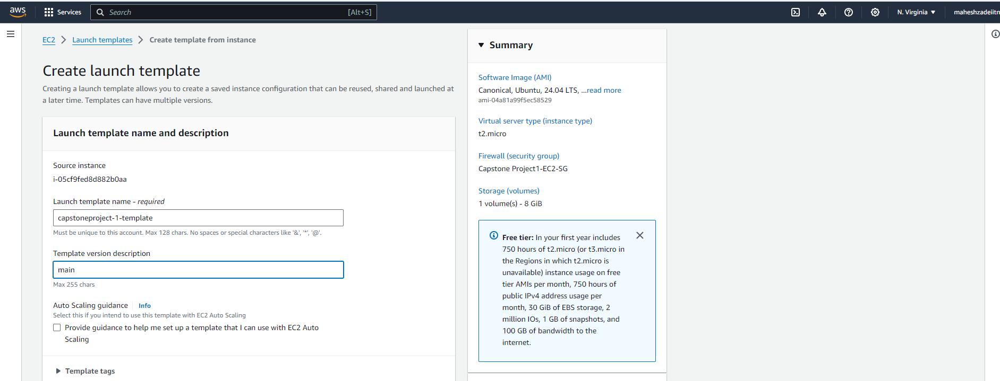 aws
Services
Search
[Alt+S]
N. Virginia
maheshzadeiitm
EC2
Launch templates
Create template from instance
Create launch template
Creating a launch template allows you to create a saved instance configuration that can be reused, shared and launched at
a later time. Templates can have multiple versions.
Launch template name and description
Source instance
i-05cf9fed8d882b0aa
Launch template name - required
capstoneproject-1-template
Must be unique to this account. Max 128 chars. No spaces or special characters like '&', '*', '@'.
Template version description
main
Max 255 chars
Auto Scaling guidance
Info
Select this if you intend to use this template with EC2 Auto Scaling
Provide guidance to help me set up a template that I can use with EC2 Auto
Scaling
Template tags
Summary
Software Image (AMI)
Canonical, Ubuntu, 24.04 LTS, ...read more
ami-04a81a99f5ec58529
Virtual server type (instance type)
t2.micro
Firewall (security group)
Capstone Project1-EC2-SG
Storage (volumes)
1 volume(s) - 8 GiB
Free tier: In your first year includes
750 hours of t2.micro (or t3.micro in
the Regions in which t2.micro is
unavailable) instance usage on free
tier AMIs per month, 750 hours of
public IPv4 address usage per
month, 30 GiB of EBS storage, 2
million IOs, 1 GB of snapshots, and
100 GB of bandwidth to the
internet.